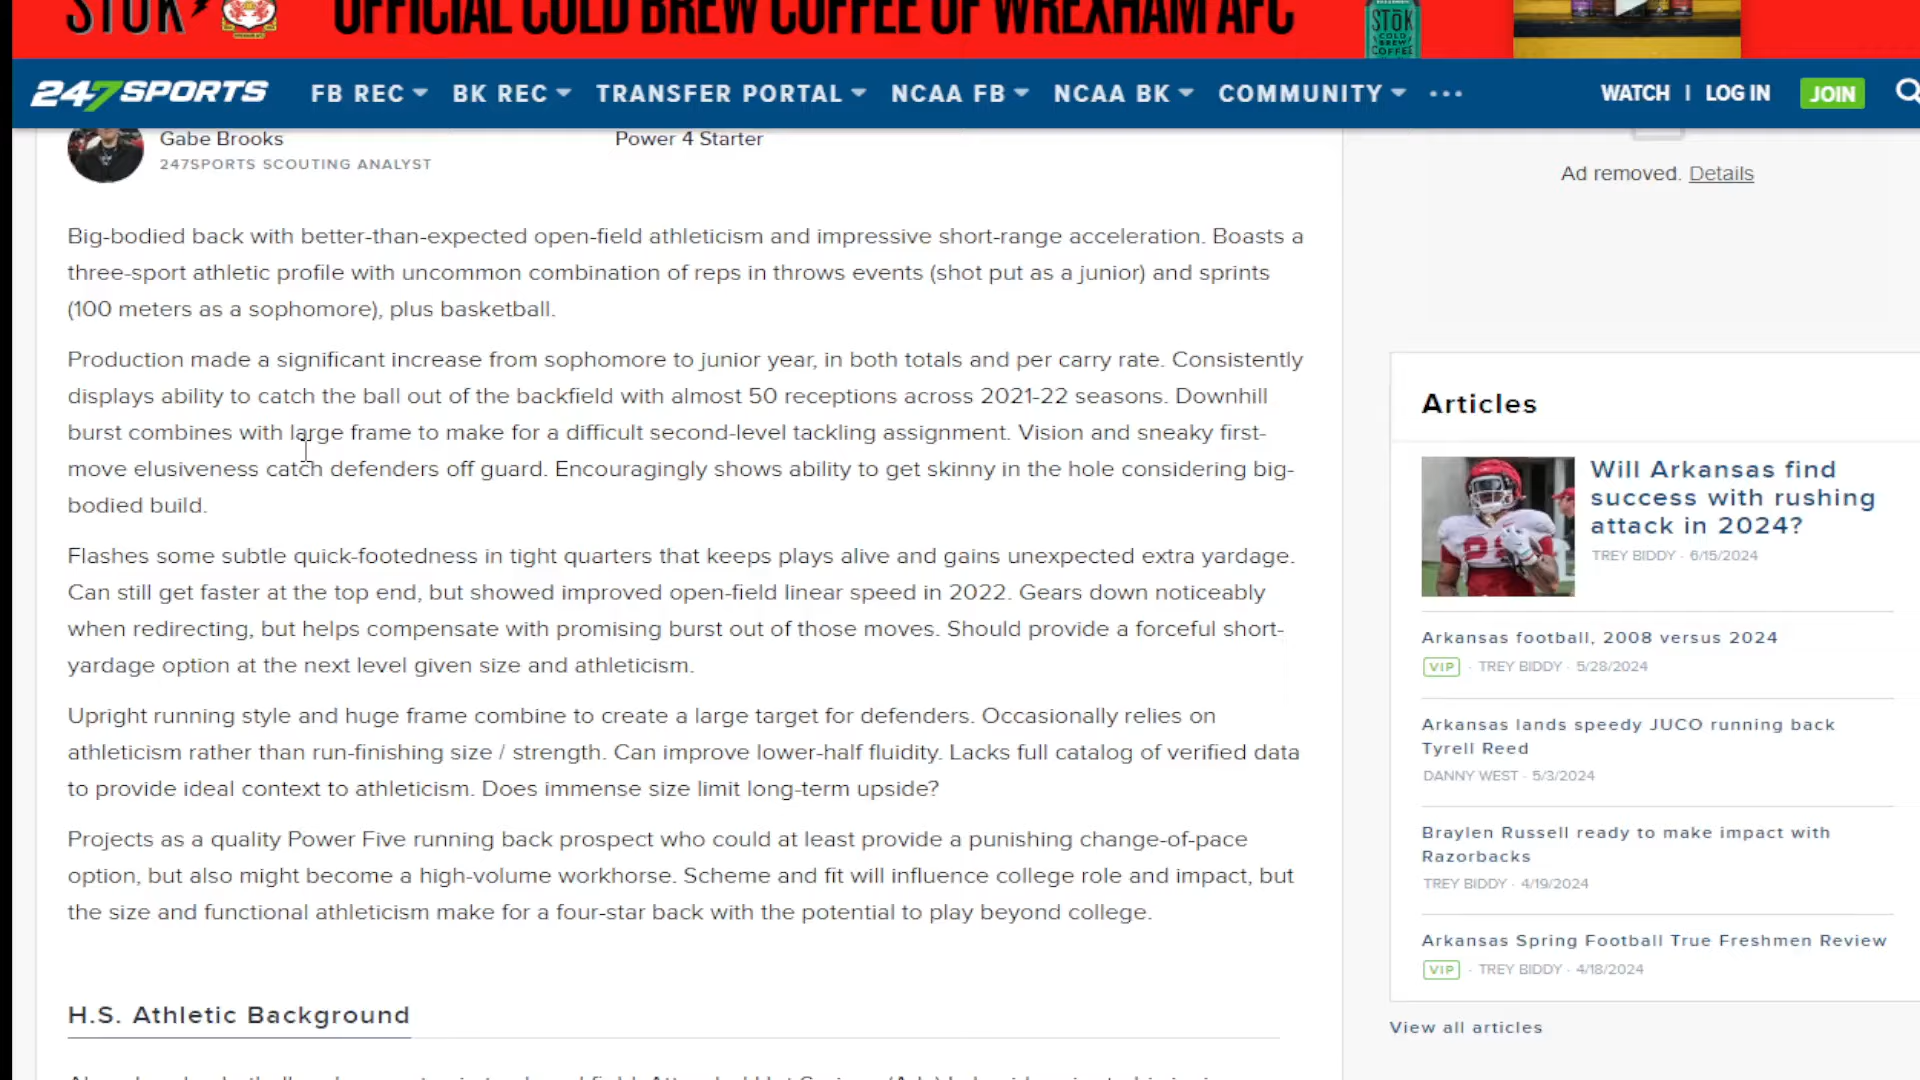 STŌK OFFICIAL COLD BREW COFFEE OF WREXHAM AFC
STŌK
COLD
BREW
COFFEE
247SPORTS FB REC BK REC TRANSFER PORTAL NCAA FB NCAA BK COMMUNITY ••• WATCH | LOG IN JOIN
Gabe Brooks
247SPORTS SCOUTING ANALYST
Power 4 Starter
Big-bodied back with better-than-expected open-field athleticism and impressive short-range acceleration. Boasts a
three-sport athletic profile with uncommon combination of reps in throws events (shot put as a junior) and sprints
(100 meters as a sophomore), plus basketball.
Production made a significant increase from sophomore to junior year, in both totals and per carry rate. Consistently
displays ability to catch the ball out of the backfield with almost 50 receptions across 2021-22 seasons. Downhill
burst combines with large frame to make for a difficult second-level tackling assignment. Vision and sneaky first-
move elusiveness catch defenders off guard. Encouragingly shows ability to get skinny in the hole considering big-
bodied build.
Flashes some subtle quick-footedness in tight quarters that keeps plays alive and gains unexpected extra yardage.
Can still get faster at the top end, but showed improved open-field linear speed in 2022. Gears down noticeably
when redirecting, but helps compensate with promising burst out of those moves. Should provide a forceful short-
yardage option at the next level given size and athleticism.
Upright running style and huge frame combine to create a large target for defenders. Occasionally relies on
athleticism rather than run-finishing size / strength. Can improve lower-half fluidity. Lacks full catalog of verified data
to provide ideal context to athleticism. Does immense size limit long-term upside?
Projects as a quality Power Five running back prospect who could at least provide a punishing change-of-pace
option, but also might become a high-volume workhorse. Scheme and fit will influence college role and impact, but
the size and functional athleticism make for a four-star back with the potential to play beyond college.
H.S. Athletic Background
Ad removed. Details
Articles
Will Arkansas find
success with rushing
attack in 2024?
TREY BIDDY · 6/15/2024
Arkansas football, 2008 versus 2024
VIP · TREY BIDDY · 5/28/2024
Arkansas lands speedy JUCO running back
Tyrell Reed
DANNY WEST · 5/3/2024
Braylen Russell ready to make impact with
Razorbacks
TREY BIDDY · 4/19/2024
Arkansas Spring Football True Freshmen Review
VIP · TREY BIDDY · 4/18/2024
View all articles